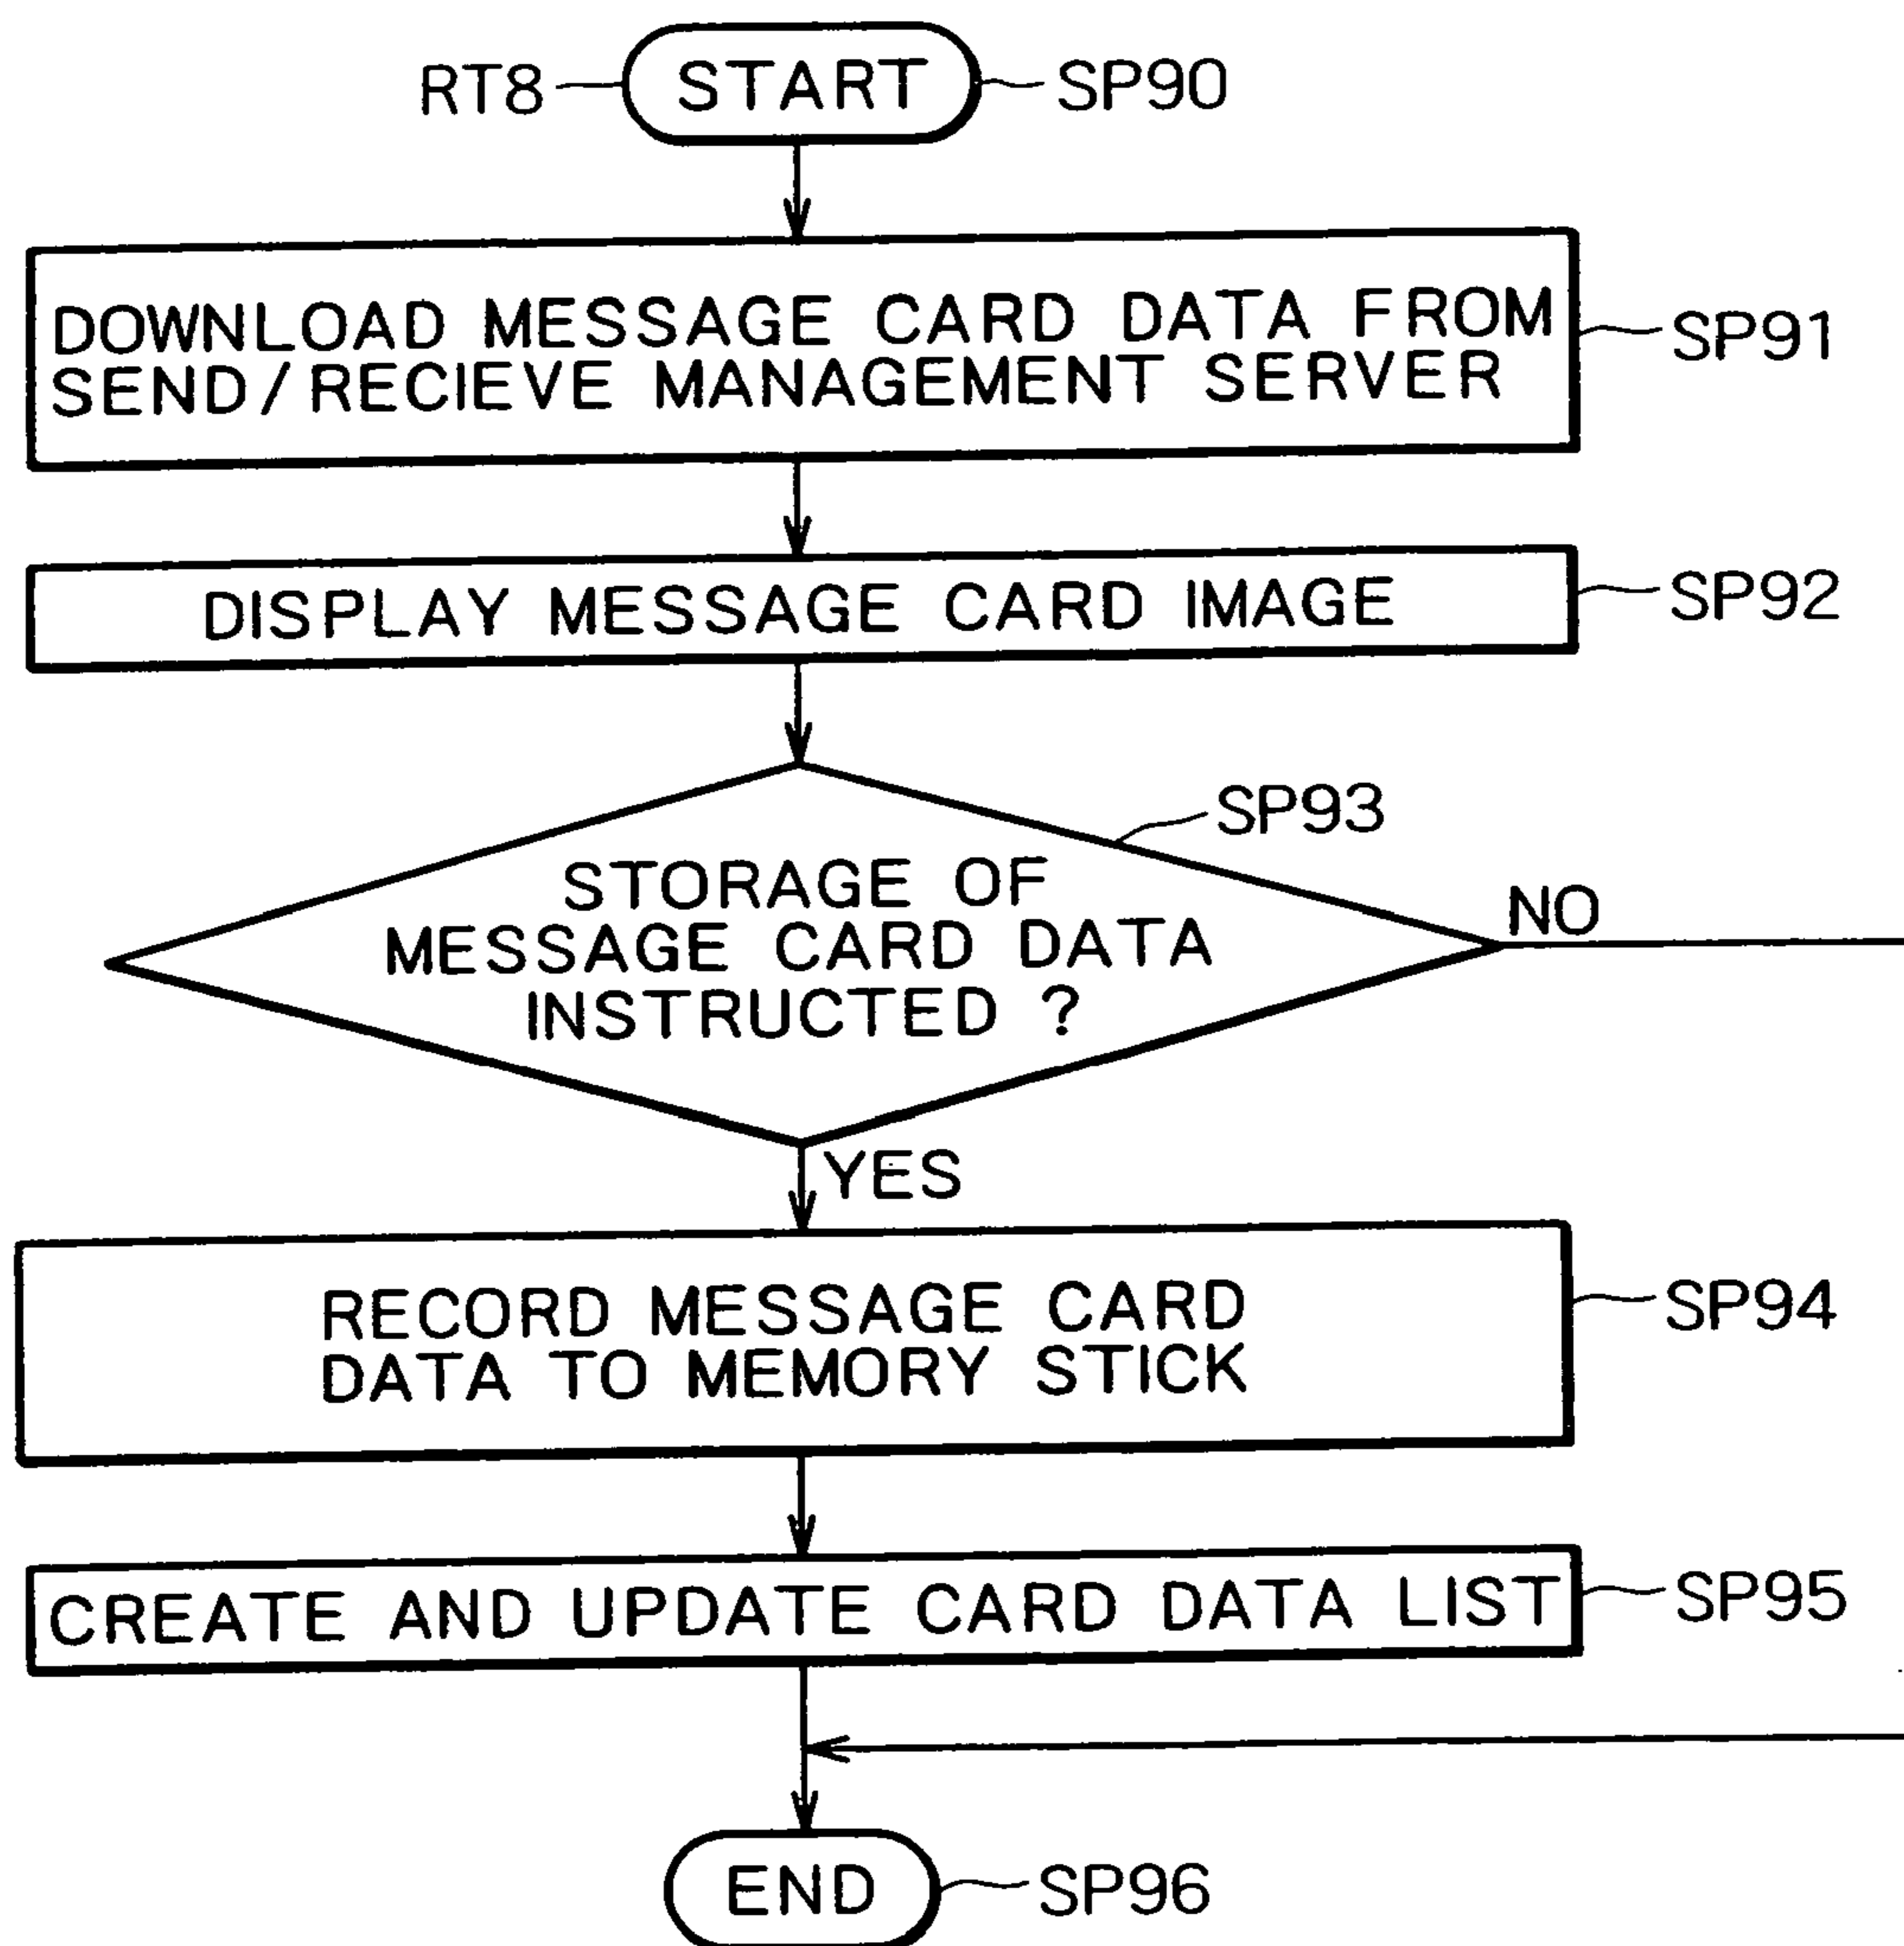 RT8 START SP90
DOWNLOAD MESSAGE CARD DATA FROM
SEND/RECIEVE MANAGEMENT SERVER
SP91
DISPLAY MESSAGE CARD IMAGE
SP92
SP93
STORAGE OF
MESSAGE CARD DATA
INSTRUCTED ?
NO
YES
RECORD MESSAGE CARD
DATA TO MEMORY STICK
SP94
CREATE AND UPDATE CARD DATA LIST
SP95
END SP96